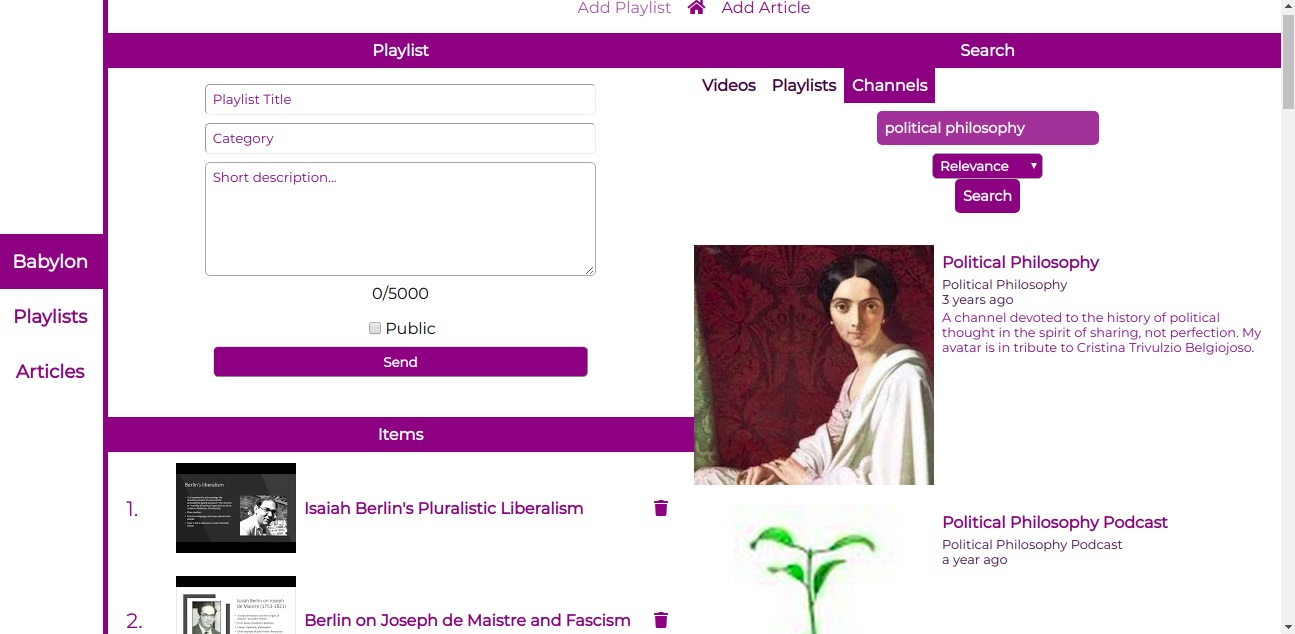 Add Playlist Add Article
Playlist
Search
Babylon
Playlists
Articles
Playlist Title
Category
Short description...
0/5000
Public
Send
Items
1.
Berlin's liberalism
Isaiah Berlin's Pluralistic Liberalism
2.
Isaiah Berlin on Joseph
de Maistre (1753-1821)
Berlin on Joseph de Maistre and Fascism
Videos Playlists Channels
political philosophy
Relevance
Search
Political Philosophy
Political Philosophy
3 years ago
A channel devoted to the history of political
thought in the spirit of sharing, not perfection. My
avatar is in tribute to Cristina Trivulzio Belgiojoso.
Political Philosophy Podcast
Political Philosophy Podcast
a year ago